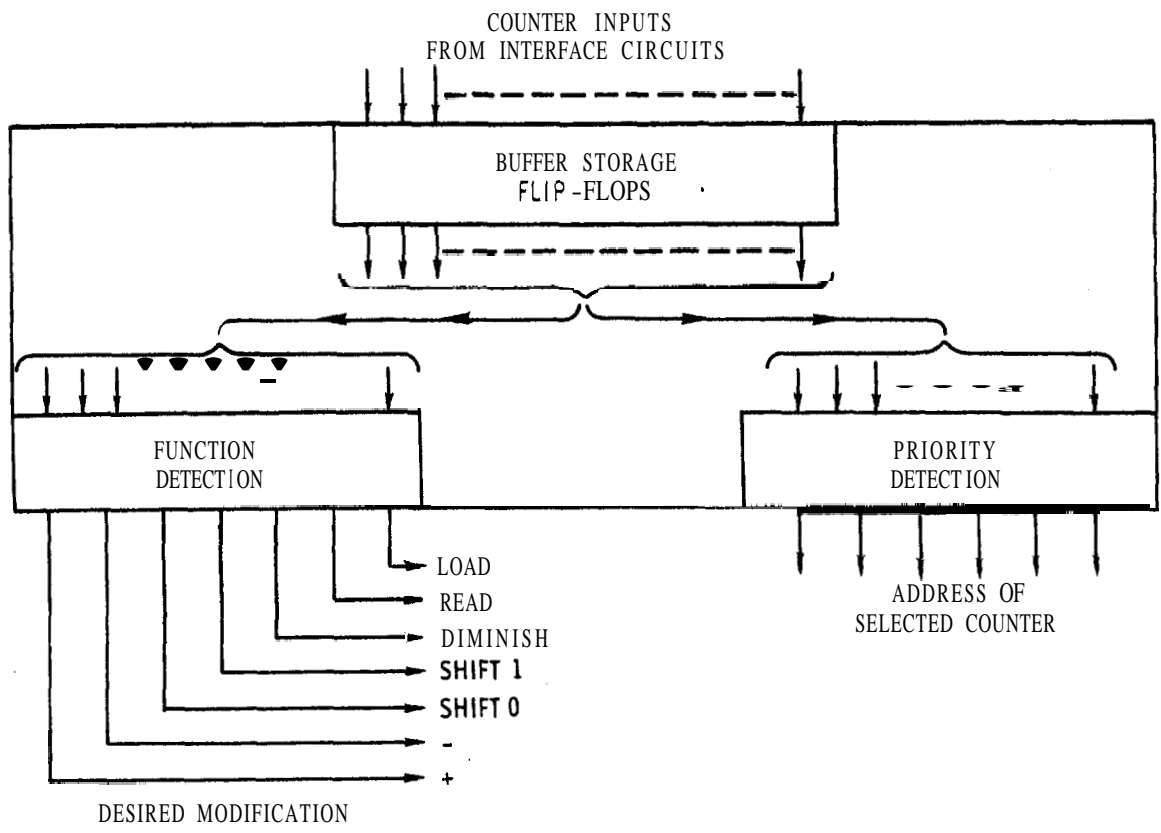 COUNTER INPUTS
FROM INTERFACE CIRCUITS
BUFFER STORAGE
FLIP-FLOPS
FUNCTION
DETECTION
PRIORITY
DETECTION
LOAD
READ
DIMINISH
SHIFT 1
SHIFT 0
-
+
ADDRESS OF
SELECTED COUNTER
DESIRED MODIFICATION